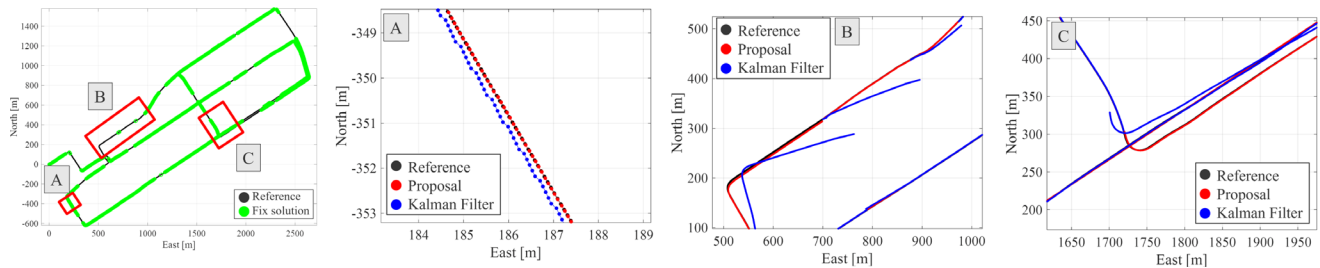 1600
1400
1200
1000
800
600
400
200
0
-200
-400
-600
North [m]
B
A
C
Reference
Fix solution
0 500 1000 1500 2000 2500
East [m]
A
-349
-350
-351
-352
-353
North [m]
Reference
Proposal
Kalman Filter
184 185 186 187 188 189
East [m]
500
400
300
200
100
North [m]
Reference
Proposal
Kalman Filter
B
500 600 700 800 900 1000
East [m]
450
400
350
300
250
200
North [m]
C
Reference
Proposal
Kalman Filter
1650 1700 1750 1800 1850 1900 1950
East [m]